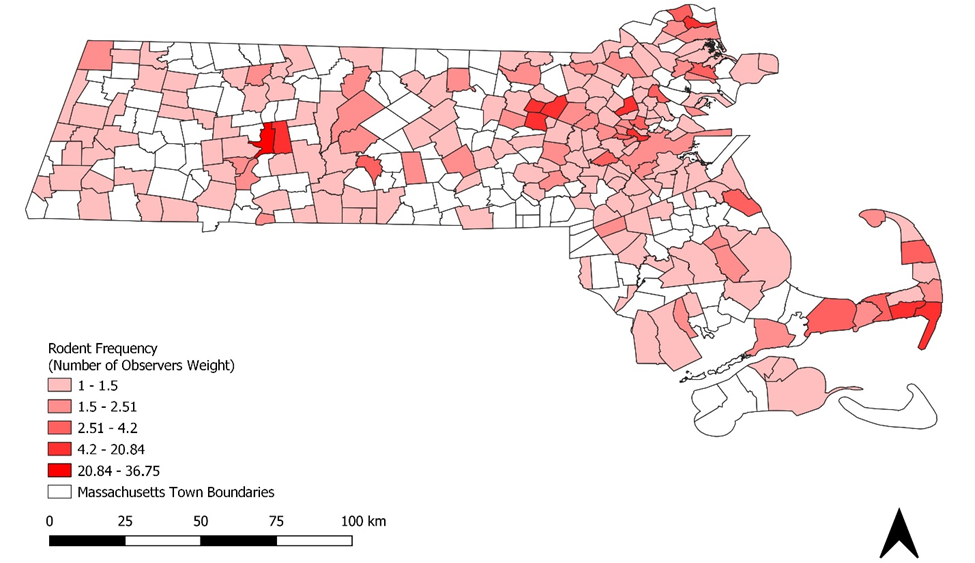 Rodent Frequency
(Number of Observers Weight)
1 - 1.5
1.5 - 2.51
2.51 - 4.2
4.2 - 20.84
20.84 - 36.75
Massachusetts Town Boundaries
0 25 50 75 100 km